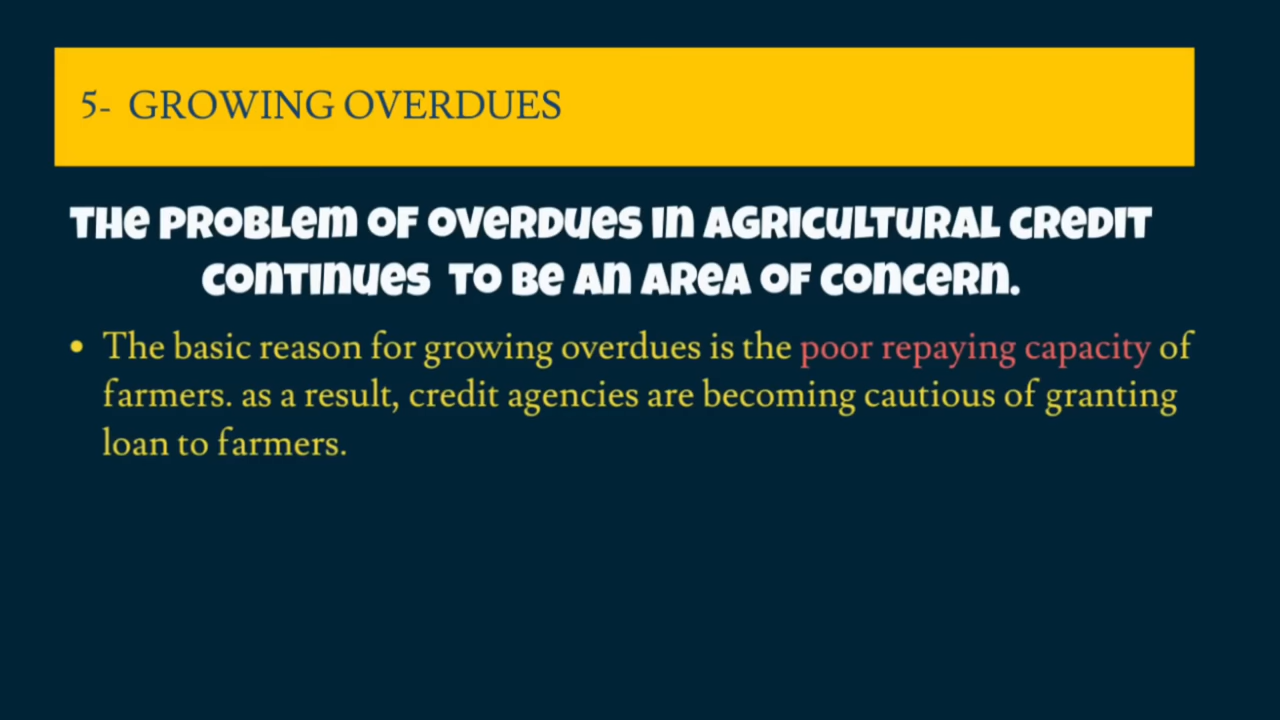 5- GROWING OVERDUES
THE PROBLEM OF OVERDUES IN AGRICULTURAL CREDIT
CONTINUES TO BE AN AREA OF CONCERN.
• The basic reason for growing overdues is the poor repaying capacity of
farmers. as a result, credit agencies are becoming cautious of granting
loan to farmers.